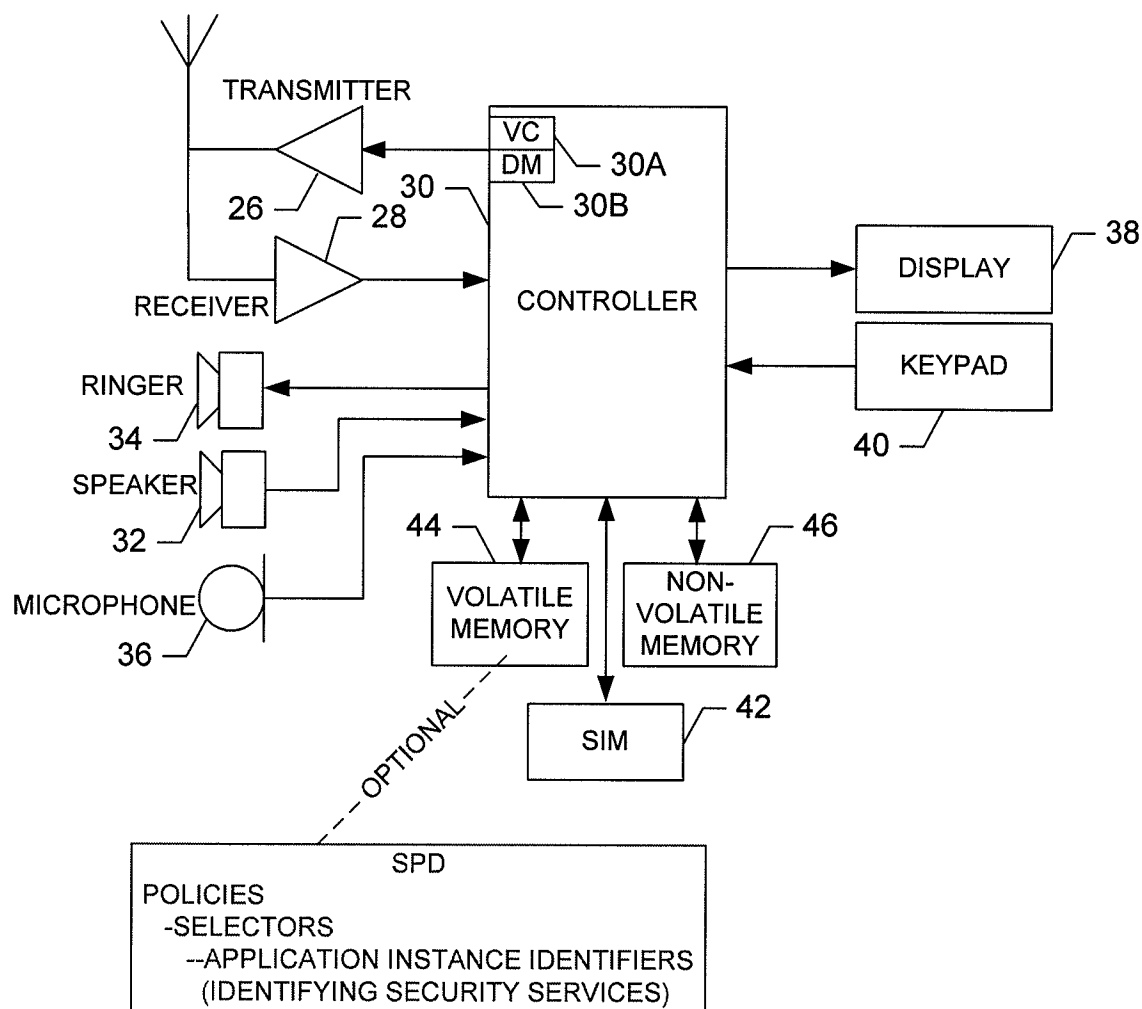 TRANSMITTER
VC
DM
30A
30B
30
26
28
RECEIVER
CONTROLLER
DISPLAY
38
KEYPAD
40
RINGER
34
SPEAKER
32
MICROPHONE
36
44
VOLATILE
MEMORY
46
NON-
VOLATILE
MEMORY
SIM
42
OPTIONAL
SPD
POLICIES
-SELECTORS
--APPLICATION INSTANCE IDENTIFIERS
(IDENTIFYING SECURITY SERVICES)